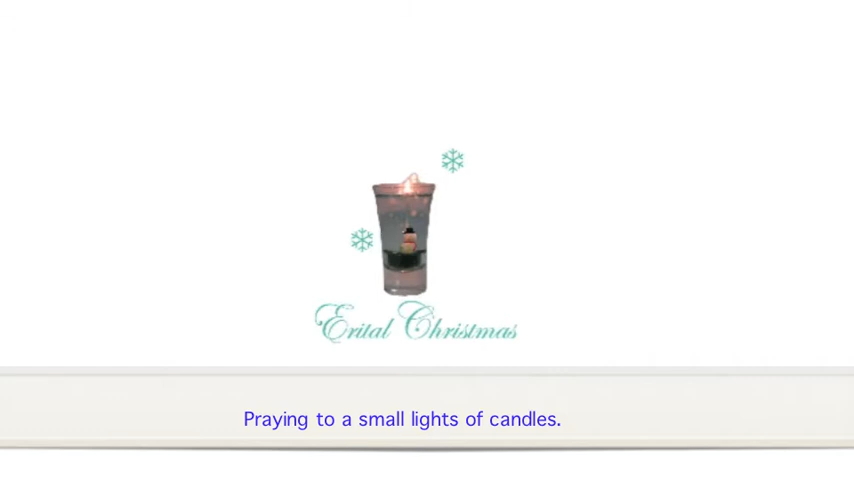 Erital Christmas
Praying to a small lights of candles.